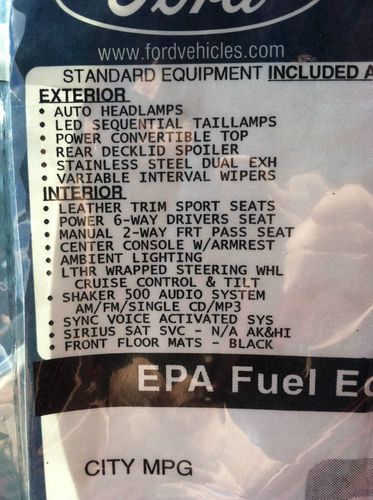 Ford
www.fordvehicles.com
STANDARD EQUIPMENT INCLUDED A
EXTERIOR
• AUTO HEADLAMPS
• LED SEQUENTIAL TAILLAMPS
• POWER CONVERTIBLE TOP
• REAR DECKLID SPOILER
• STAINLESS STEEL DUAL EXH
• VARIABLE INTERVAL WIPERS
INTERIOR
• LEATHER TRIM SPORT SEATS
• POWER 6-WAY DRIVERS SEAT
• MANUAL 2-WAY FRT PASS SEAT
• CENTER CONSOLE W/ARMREST
• AMBIENT LIGHTING
• LTHR WRAPPED STEERING WHL
CRUISE CONTROL & TILT
• SHAKER 500 AUDIO SYSTEM
AM/FM/SINGLE CD/MP3
• SYNC VOICE ACTIVATED SYS
• SIRIUS SAT SVC - N/A AK&HI
• FRONT FLOOR MATS - BLACK
EPA Fuel Ec
CITY MPG